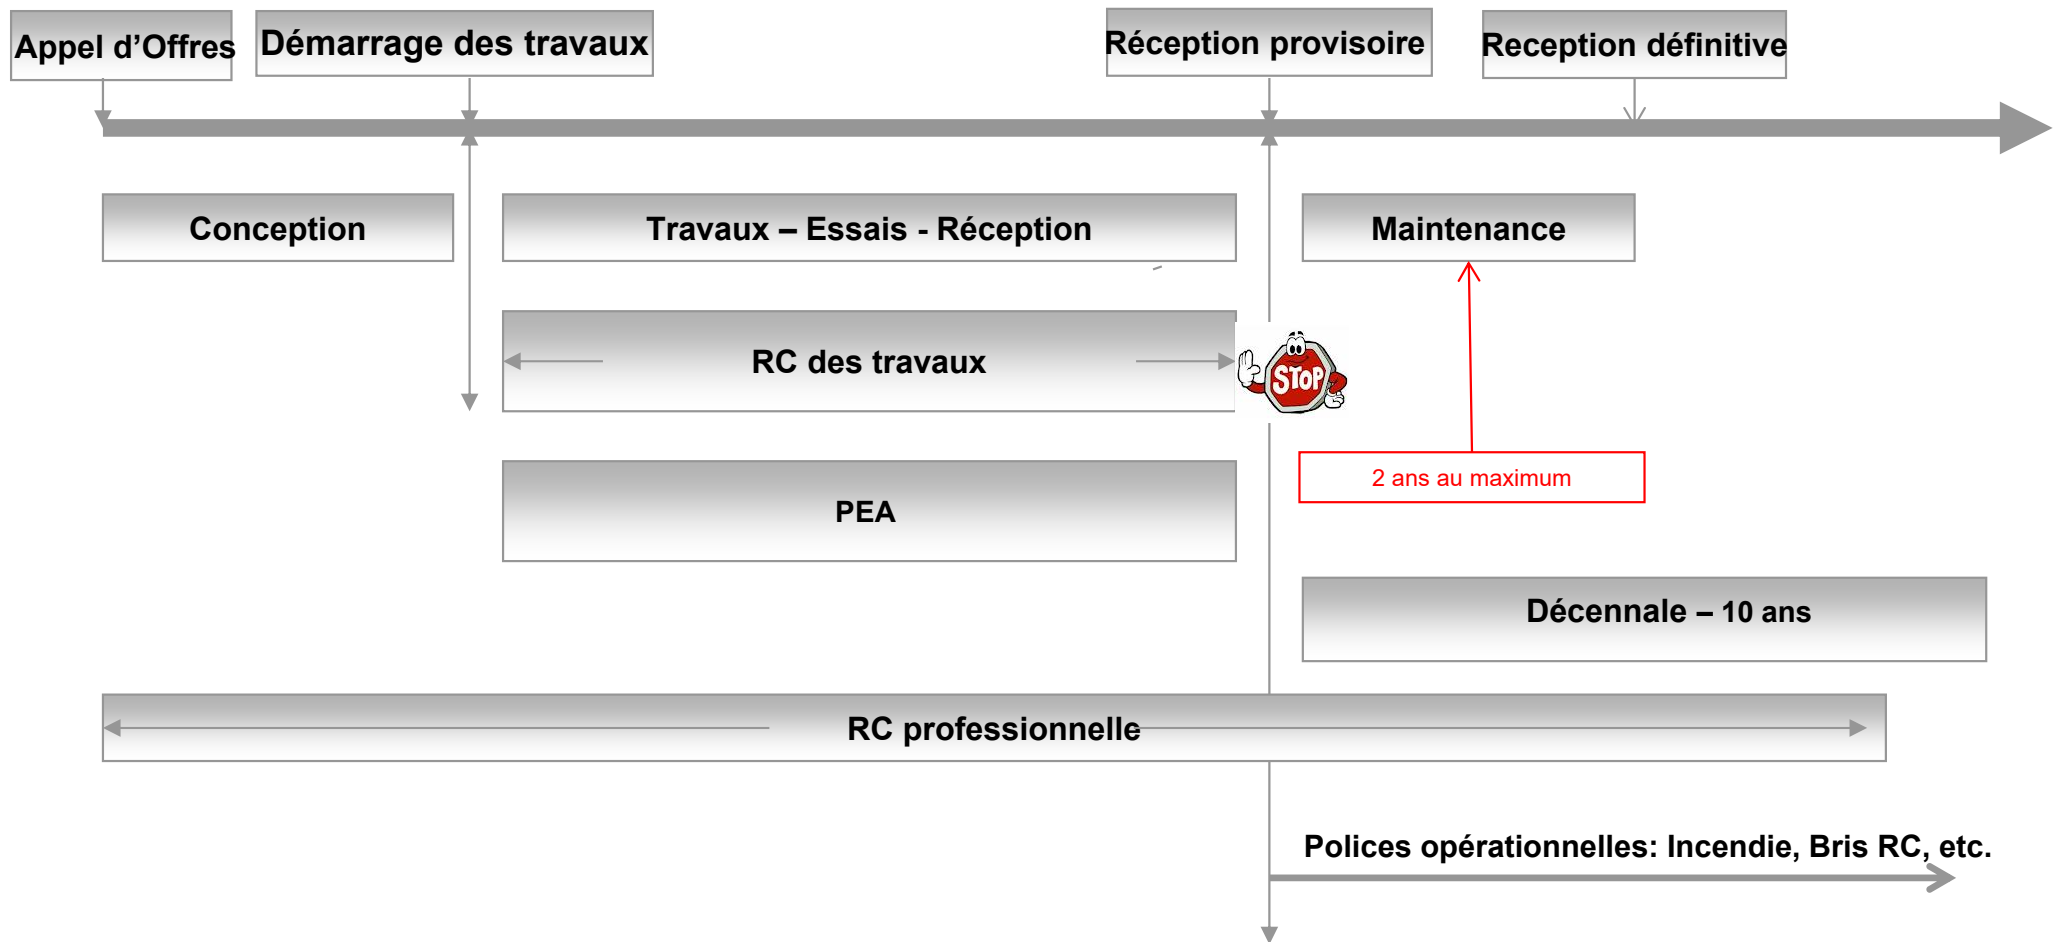 Appel d'Offres
Démarrage des travaux
Réception provisoire
Reception définitive
Conception
Travaux – Essais - Réception
Maintenance
RC des travaux
STOP
2 ans au maximum
PEA
Décennale – 10 ans
RC professionnelle
Polices opérationnelles: Incendie, Bris RC, etc.